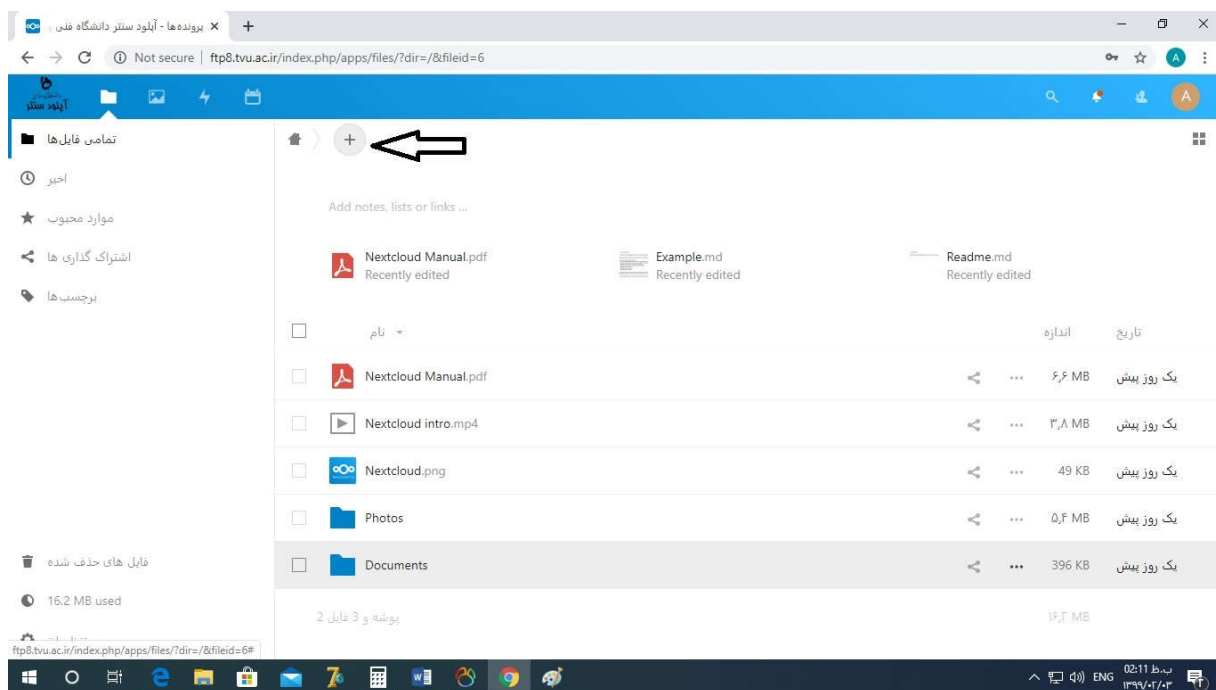 پرونده‌ها - آپلود سنتر دانشگاه فنی و
Not secure | ftp8.tvu.ac.ir/index.php/apps/files/?dir=/&fileid=6
A
آپلود سنتر
A
تمامی فایل‌ها
اخیر
موارد محبوب
اشتراک گذاری ها
برچسب‌ها
Add notes, lists or links ...
Nextcloud Manual.pdf
Recently edited
Example.md
Recently edited
Readme.md
Recently edited
نام
اندازه
تاریخ
Nextcloud Manual.pdf ۶٫۶ MB یک روز پیش
Nextcloud intro.mp4 ۳٫۸ MB یک روز پیش
Nextcloud.png 49 KB یک روز پیش
Photos ۵٫۴ MB یک روز پیش
Documents 396 KB یک روز پیش
پوشه و 3 فایل 2
۱۶٫۲ MB
فایل های حذف شده
16.2 MB used
ftp8.tvu.ac.ir/index.php/apps/files/?dir=/&fileid=6#
ENG
02:11 ب.ظ
۱۳۹۹/۰۲/۰۳